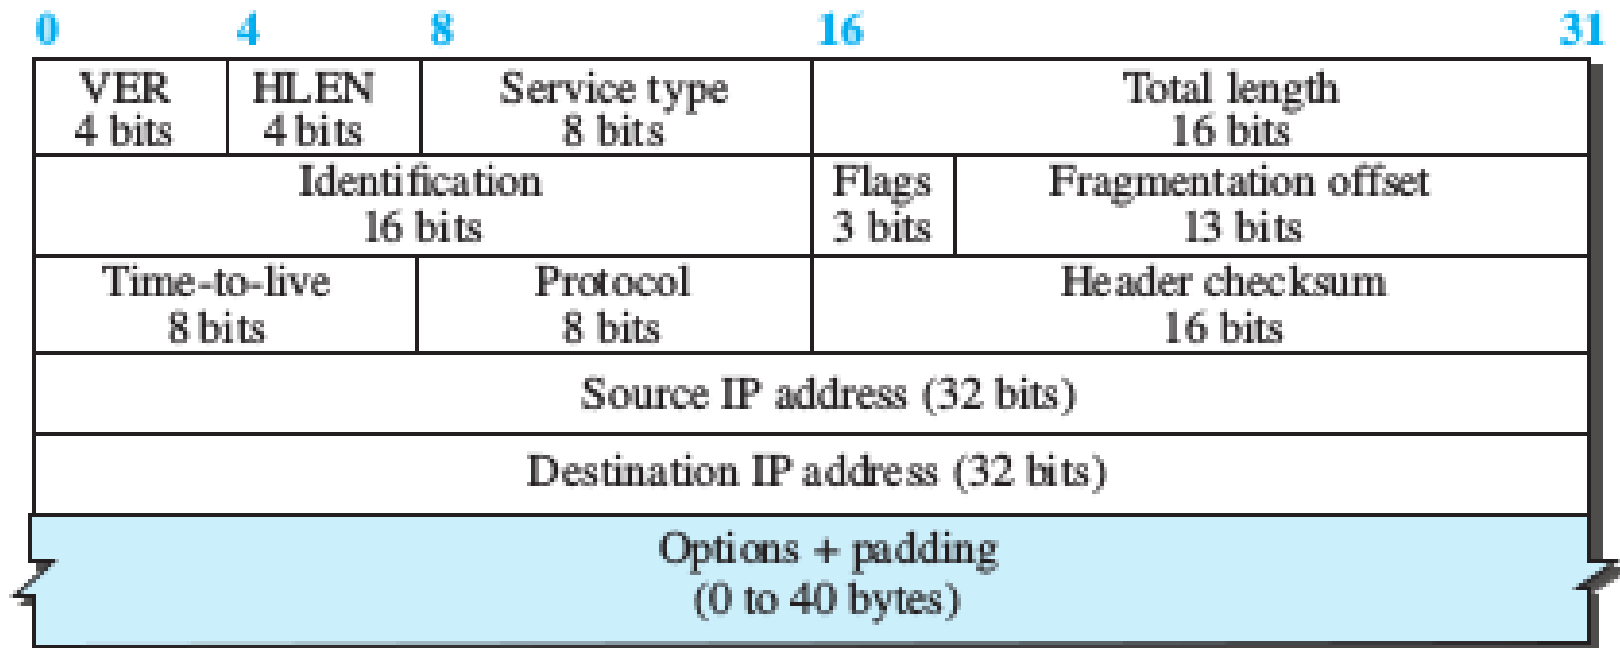 0 4 8 16 31
VER HLEN Service type Total length
4 bits 4 bits 8 bits 16 bits
Identification Flags Fragmentation offset
16 bits 3 bits 13 bits
Time-to-live Protocol Header checksum
8 bits 8 bits 16 bits
Source IP address (32 bits)
Destination IP address (32 bits)
Options + padding
(0 to 40 bytes)